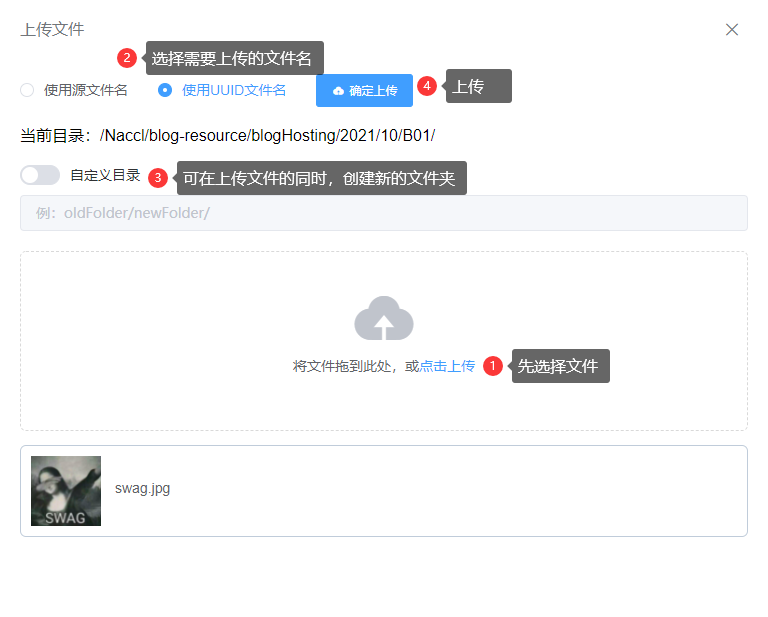 上传文件
2 选择需要上传的文件名
使用源文件名 使用UUID文件名 确定上传 4 上传
当前目录：/Naccl/blog-resource/blogHosting/2021/10/B01/
自定义目录 3 可在上传文件的同时，创建新的文件夹
例：oldFolder/newFolder/
将文件拖到此处，或点击上传 1 先选择文件
swag.jpg
SWAG